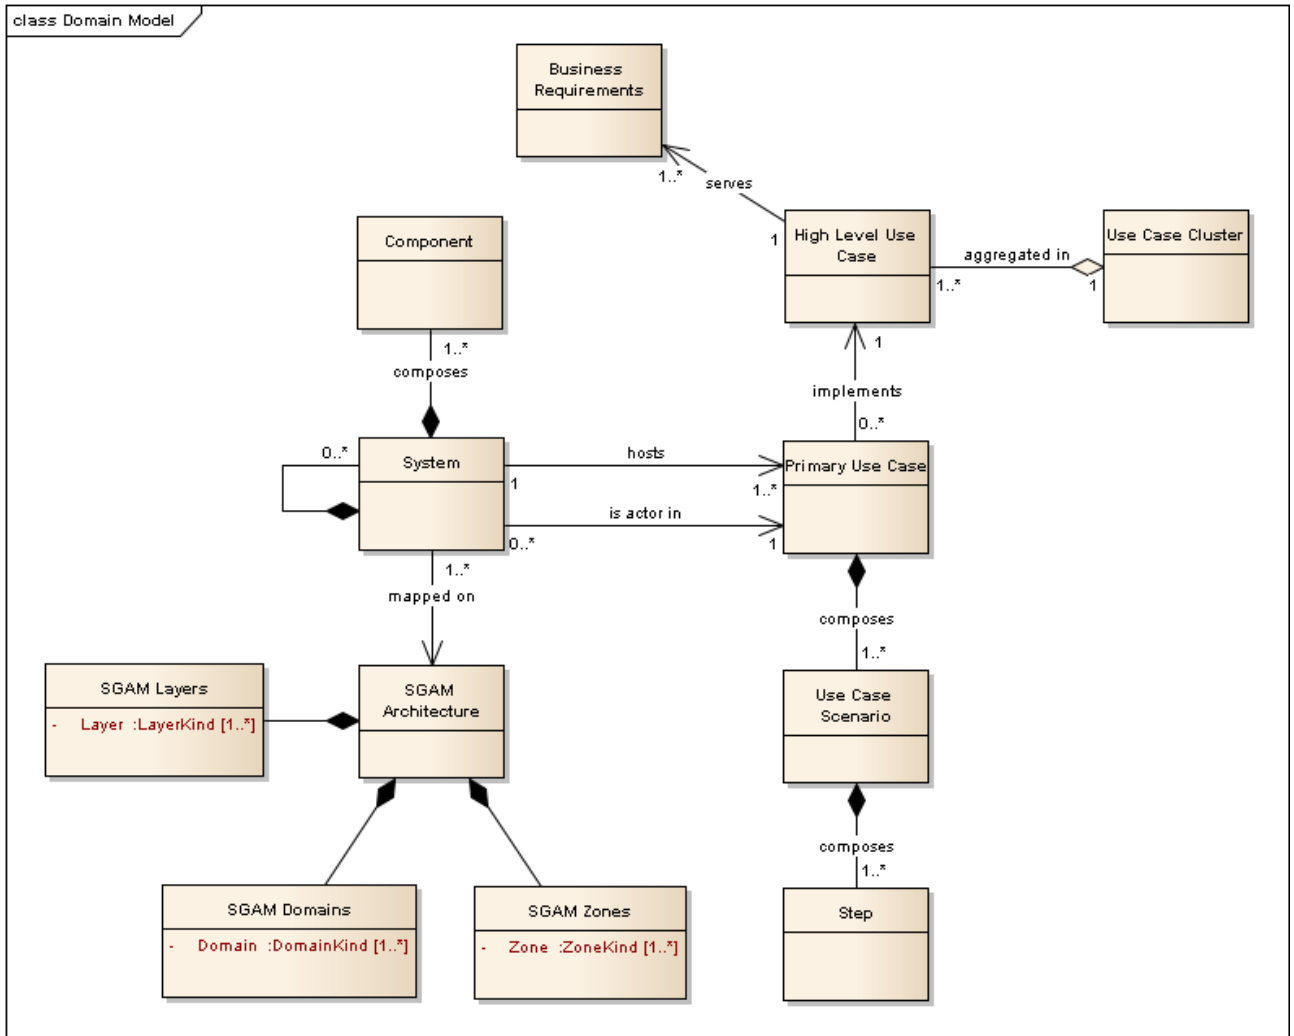 class Domain Model
Business
Requirements
1..*
serves
1
High Level Use
Case
1..*
aggregated in
1
Use Case Cluster
Component
1..*
composes
1
implements
0..*
0..*
System
hosts
1
1..*
Primary Use Case
is actor in
0..*
1
1..*
mapped on
composes
1..*
SGAM Layers
- Layer :LayerKind [1..*]
SGAM
Architecture
Use Case
Scenario
composes
1..*
SGAM Domains
- Domain :DomainKind [1..*]
SGAM Zones
- Zone :ZoneKind [1..*]
Step